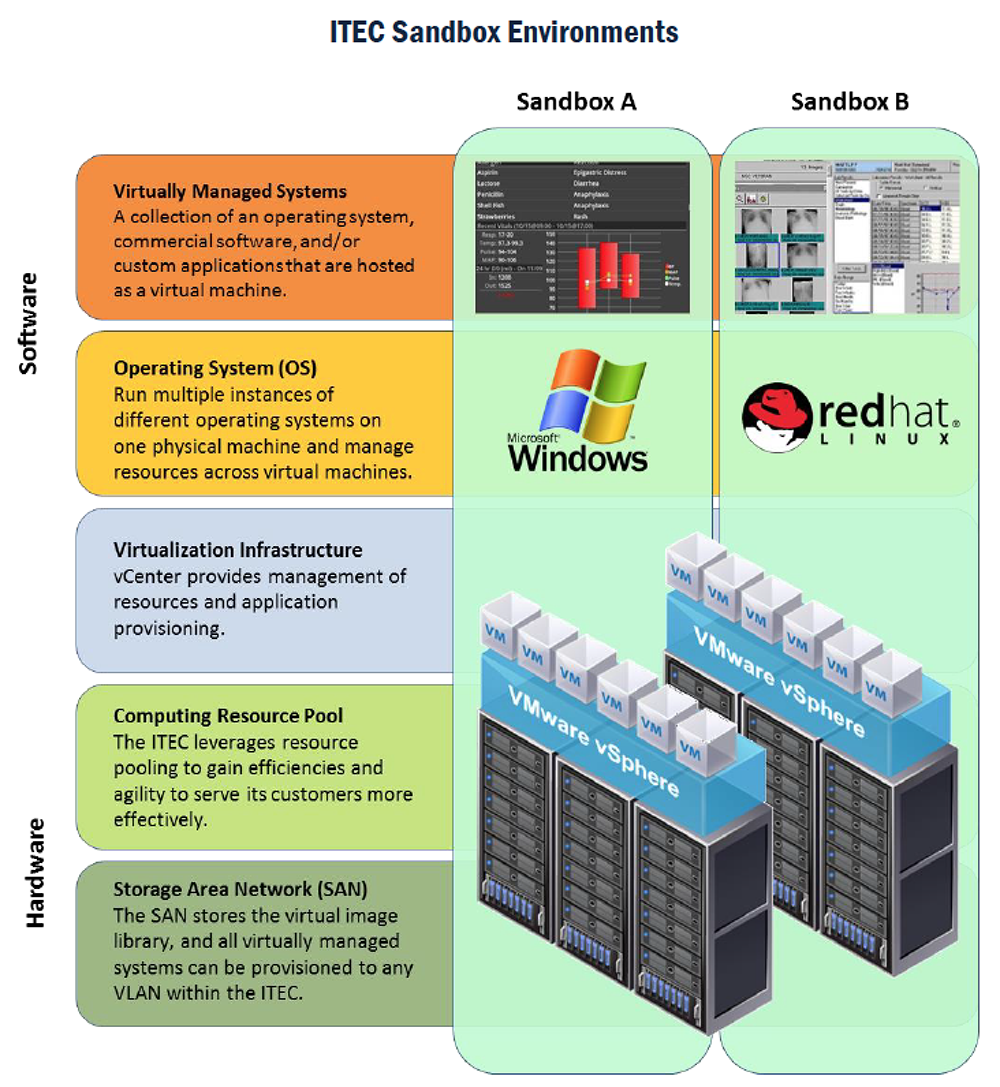 ITEC Sandbox Environments
Sandbox A
Sandbox B
Software
Hardware
Virtually Managed Systems
A collection of an operating system,
commercial software, and/or
custom applications that are hosted
as a virtual machine.
Aspirin Epigastric Distress
Lactose Diarrhea
Penicillin Anaphylaxis
Shell Fish Anaphylaxis
Strawberries Rash
Operating System (OS)
Run multiple instances of
different operating systems on
one physical machine and manage
resources across virtual machines.
Microsoft®
Windows
redhat®
LINUX
Virtualization Infrastructure
vCenter provides management of
resources and application
provisioning.
VM
VM
VM
VM
VM
VM
VMware vSphere
VM
VM
VM
VM
VM
VM
VMware vSphere
Computing Resource Pool
The ITEC leverages resource
pooling to gain efficiencies and
agility to serve its customers more
effectively.
Storage Area Network (SAN)
The SAN stores the virtual image
library, and all virtually managed
systems can be provisioned to any
VLAN within the ITEC.